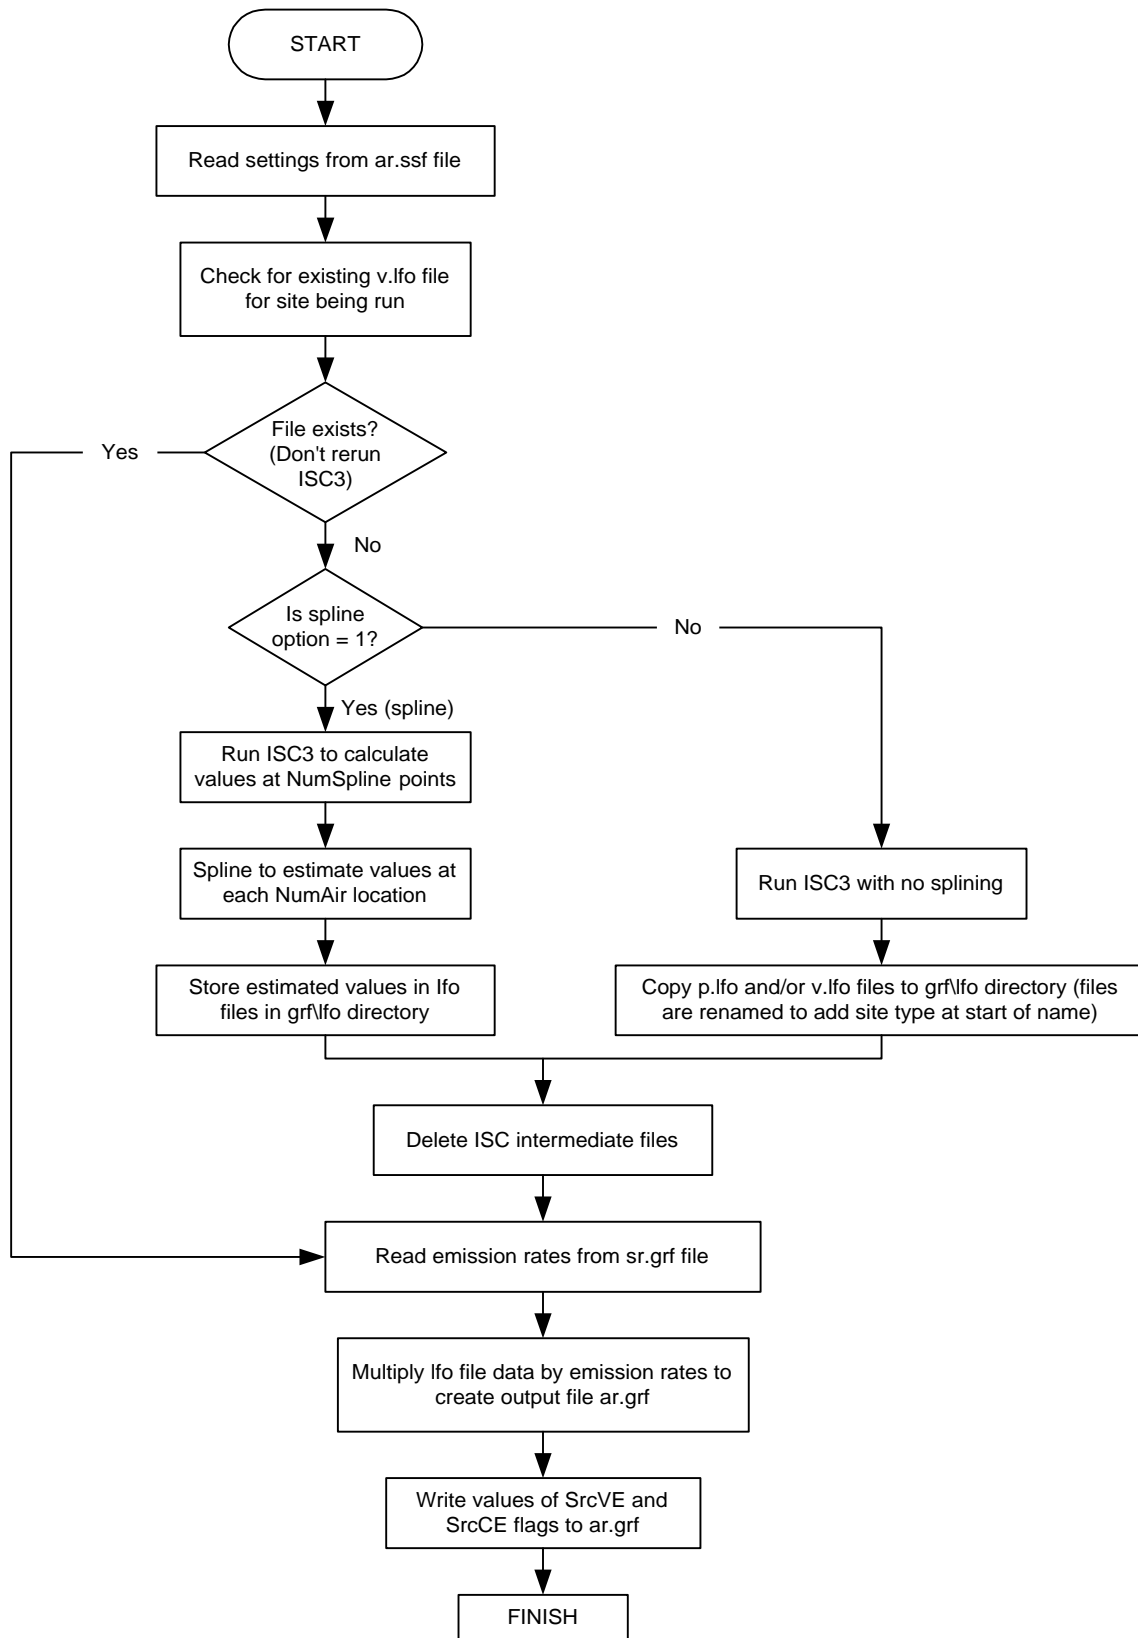 START
Read settings from ar.ssf file
Check for existing v.lfo file
for site being run
File exists?
(Don't rerun
ISC3)
Yes
No
Is spline
option = 1?
No
Yes (spline)
Run ISC3 to calculate
values at NumSpline points
Spline to estimate values at
each NumAir location
Run ISC3 with no splining
Store estimated values in lfo
files in grf\lfo directory
Copy p.lfo and/or v.lfo files to grf\lfo directory (files
are renamed to add site type at start of name)
Delete ISC intermediate files
Read emission rates from sr.grf file
Multiply lfo file data by emission rates to
create output file ar.grf
Write values of SrcVE and
SrcCE flags to ar.grf
FINISH